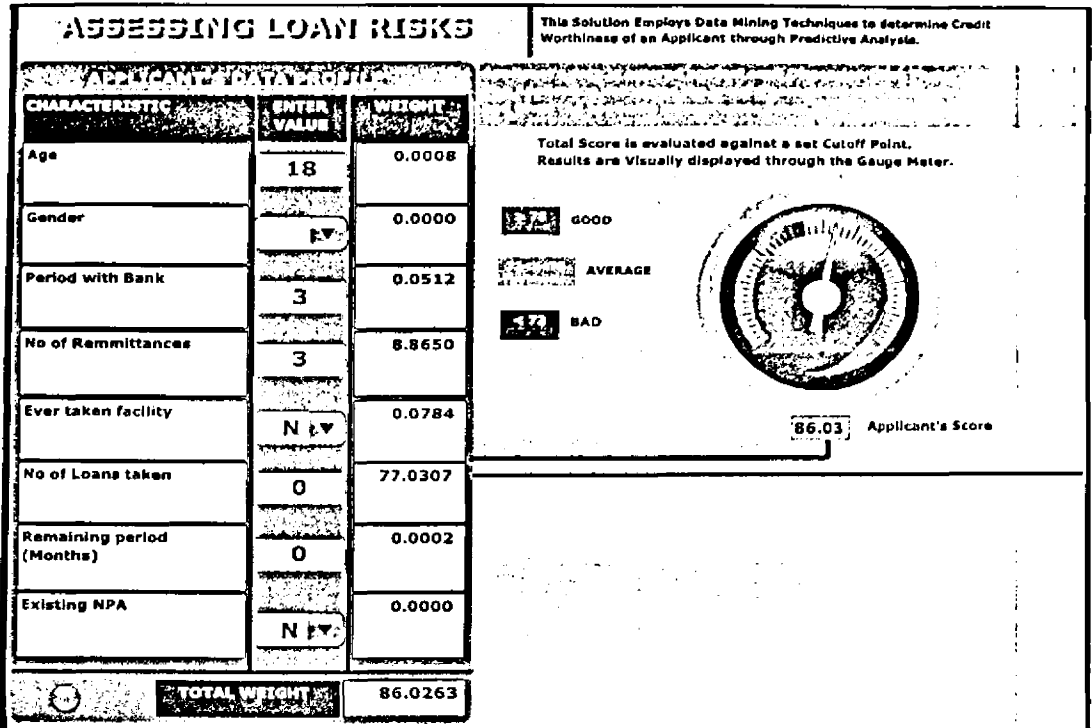 ASSESSING LOAN RISKS
This Solution Employs Data Mining Techniques to determine Credit
Worthiness of an Applicant through Predictive Analysis.
APPLICANT'S DATA PROFILE
CHARACTERISTIC ENTER VALUE WEIGHT
Age 18 0.0008
Gender 0.0000
Period with Bank 3 0.0512
No of Remmittances 3 8.8650
Ever taken facility N 0.0784
No of Loans taken 0 77.0307
Remaining period
(Months) 0 0.0002
Existing NPA N 0.0000
TOTAL WEIGHT 86.0263
Total Score is evaluated against a set Cutoff Point.
Results are Visually displayed through the Gauge Meter.
GOOD
AVERAGE
BAD
86.03 Applicant's Score